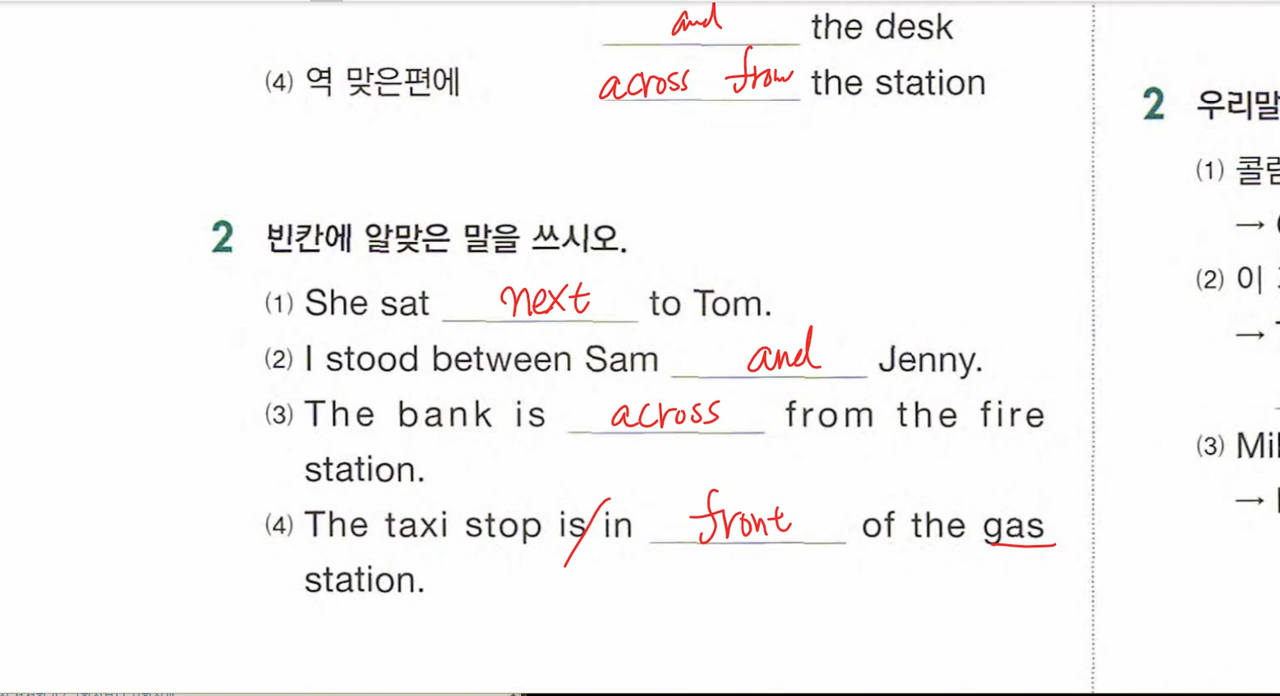 and the desk
(4) 역 맞은편에 across from the station
2 빈칸에 알맞은 말을 쓰시오.
(1) She sat next to Tom.
(2) I stood between Sam and Jenny.
(3) The bank is across from the fire
station.
(4) The taxi stop is/in front of the gas
station.
2 우리말
(1)
→
(2) 이
→
(3) Mil
→